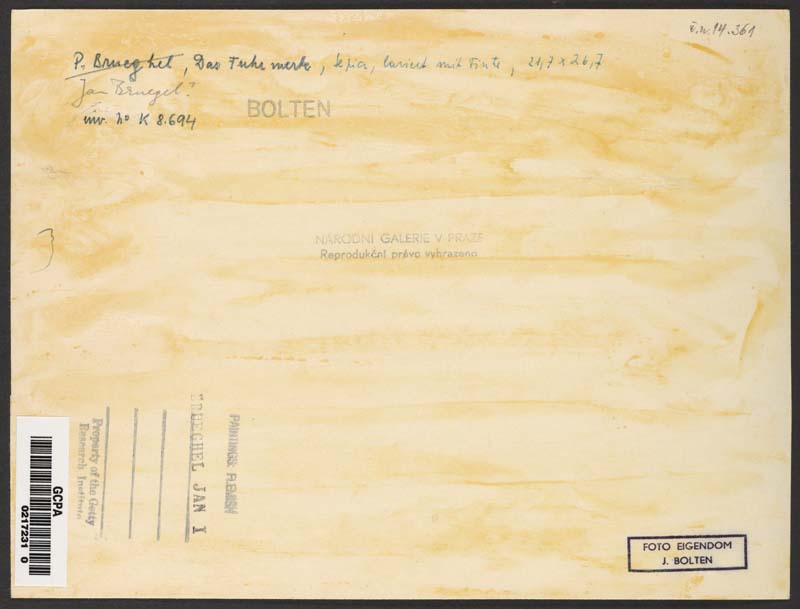 č.n. 14.361
P. Brueghel, Das Fuhrwerk, Sepia, laviert mit Tinte, 21,7 x 26,7
Jan Bruegel?
inv. no K 8.694
BOLTEN
NÁRODNÍ GALERIE V PRAZE
Reprodukční právo vyhrazeno
3
PAINTINGS: FLEMISH
BRUEGHEL JAN I
Property of the Getty
Research Institute
GCPA
0217231 0
FOTO EIGENDOM
J. BOLTEN